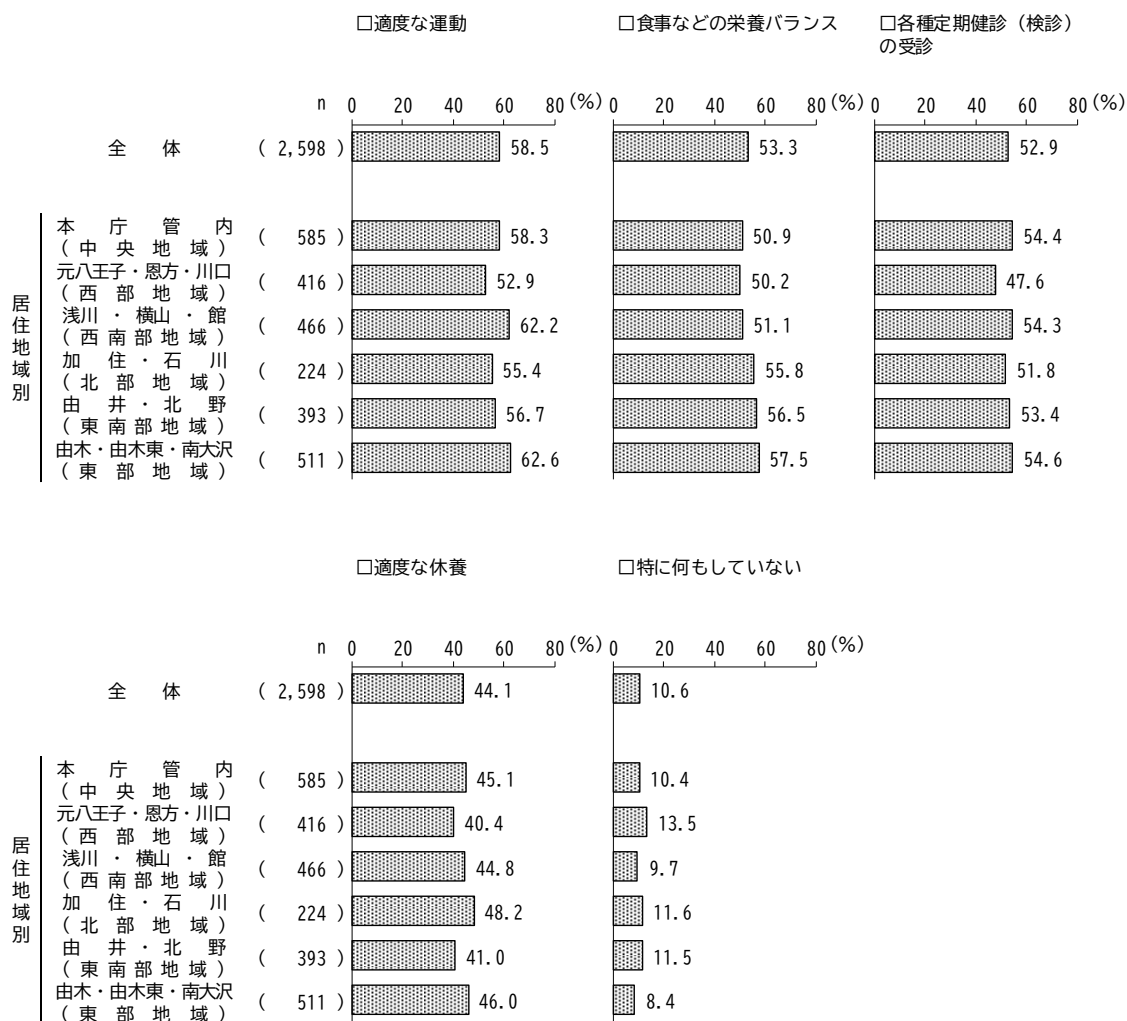 □適度な運動 □食事などの栄養バランス □各種定期健診（検診）
の受診
n 0 20 40 60 80(%) 0 20 40 60 80(%) 0 20 40 60 80(%)
全 体 ( 2,598 ) 58.5 53.3 52.9
居住地域別
本 庁 管 内
( 中 央 地 域 ) ( 585 ) 58.3 50.9 54.4
元八王子・恩方・川口
( 西 部 地 域 ) ( 416 ) 52.9 50.2 47.6
浅川 ・ 横山 ・ 館
( 西 南 部 地 域 ) ( 466 ) 62.2 51.1 54.3
加 住 ・ 石 川
( 北 部 地 域 ) ( 224 ) 55.4 55.8 51.8
由 井 ・ 北 野
( 東 南 部 地 域 ) ( 393 ) 56.7 56.5 53.4
由木・由木東・南大沢
( 東 部 地 域 ) ( 511 ) 62.6 57.5 54.6
□適度な休養 □特に何もしていない
n 0 20 40 60 80(%) 0 20 40 60 80(%)
全 体 ( 2,598 ) 44.1 10.6
居住地域別
本 庁 管 内
( 中 央 地 域 ) ( 585 ) 45.1 10.4
元八王子・恩方・川口
( 西 部 地 域 ) ( 416 ) 40.4 13.5
浅川 ・ 横山 ・ 館
( 西 南 部 地 域 ) ( 466 ) 44.8 9.7
加 住 ・ 石 川
( 北 部 地 域 ) ( 224 ) 48.2 11.6
由 井 ・ 北 野
( 東 南 部 地 域 ) ( 393 ) 41.0 11.5
由木・由木東・南大沢
( 東 部 地 域 ) ( 511 ) 46.0 8.4